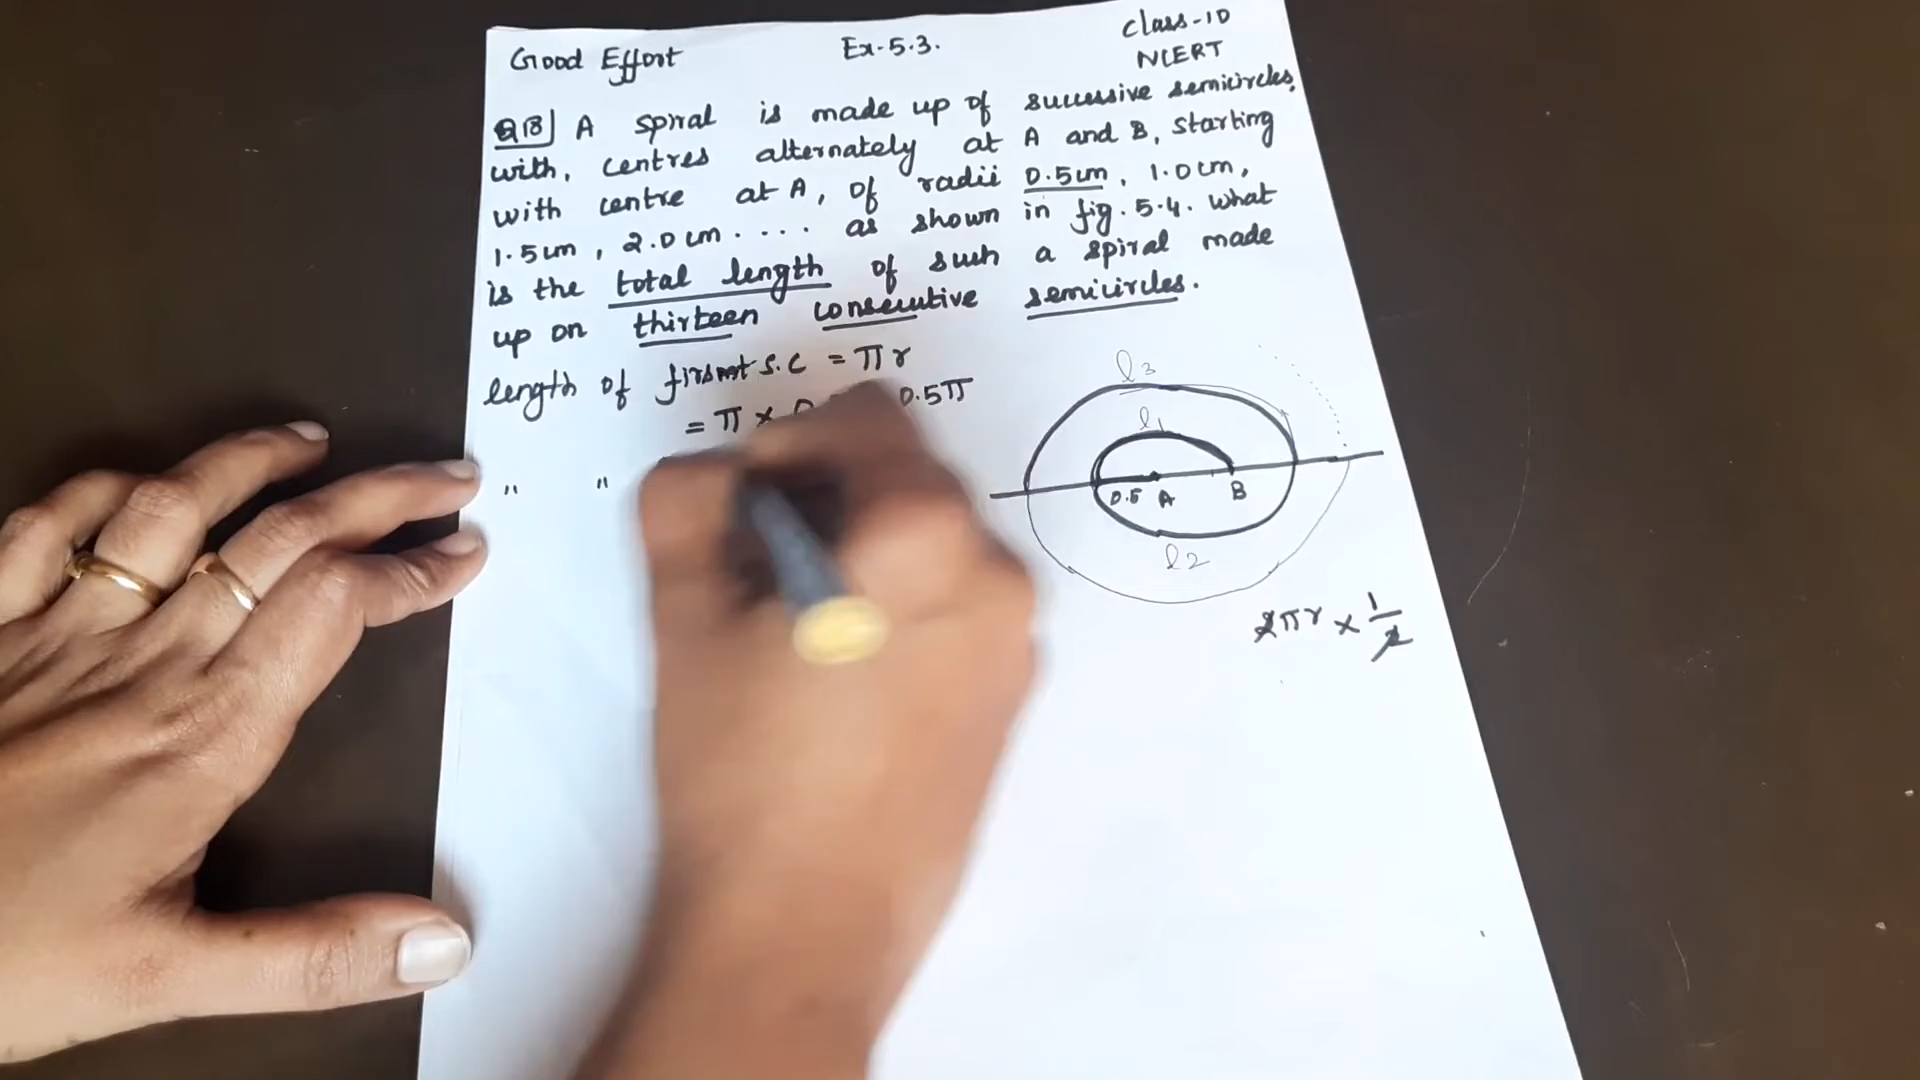 Good Effort
Ex-5.3.
Class-10
NCERT
Q18] A spiral is made up of successive semicircles,
with, centres alternately at A and B, starting
with centre at A, of radii 0.5cm, 1.0cm,
1.5cm, 2.0cm.... as shown in fig. 5.4. What
is the total length of such a spiral made
up on thirteen consecutive semicircles.
length of S.C = πr
= π × 0.5π
" "
l3
l1
0.5 A B
l2
2πr × 1/2